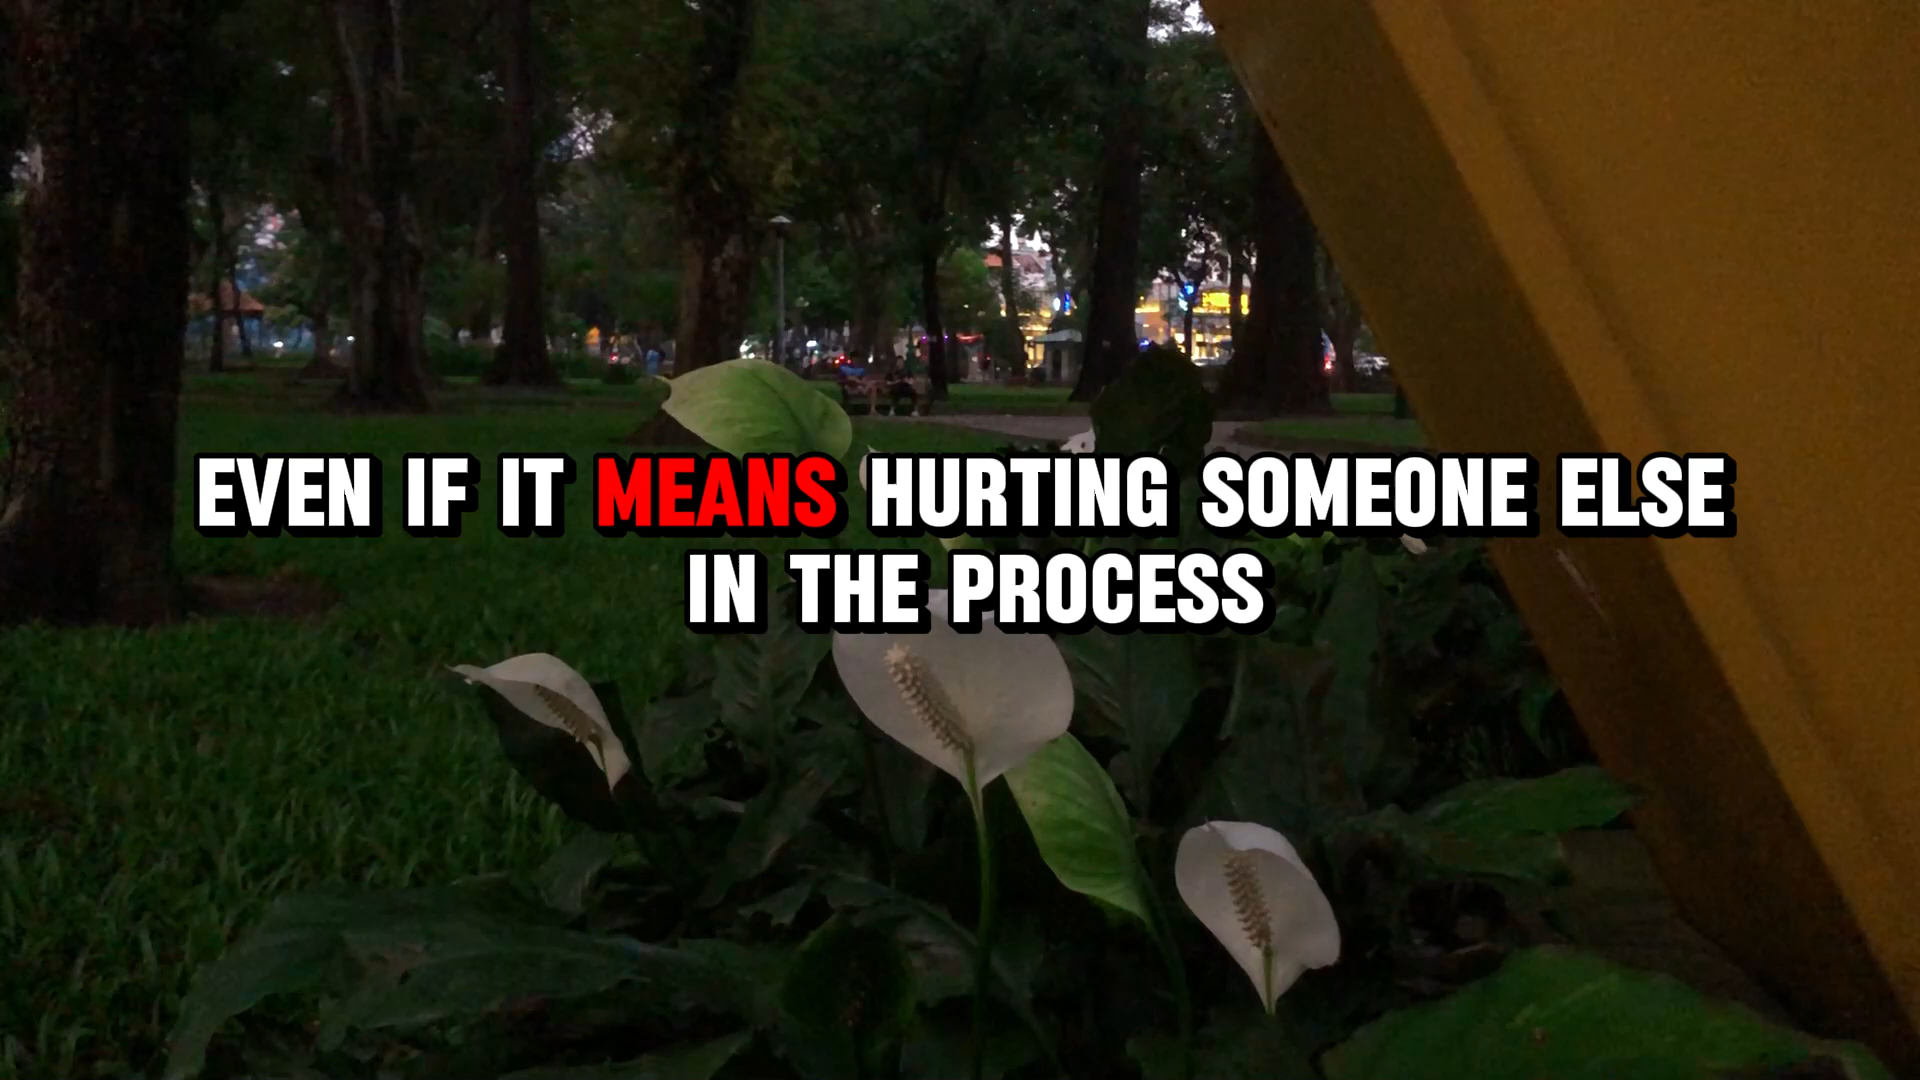 EVEN IF IT MEANS HURTING SOMEONE ELSE
IN THE PROCESS